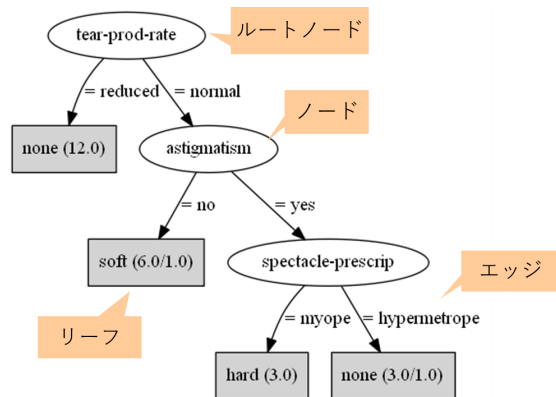 tear-prod-rate
ルートノード
= reduced
= normal
ノード
none (12.0)
astigmatism
= no
= yes
soft (6.0/1.0)
spectacle-prescrip
エッジ
リーフ
= myope
= hypermetrope
hard (3.0)
none (3.0/1.0)